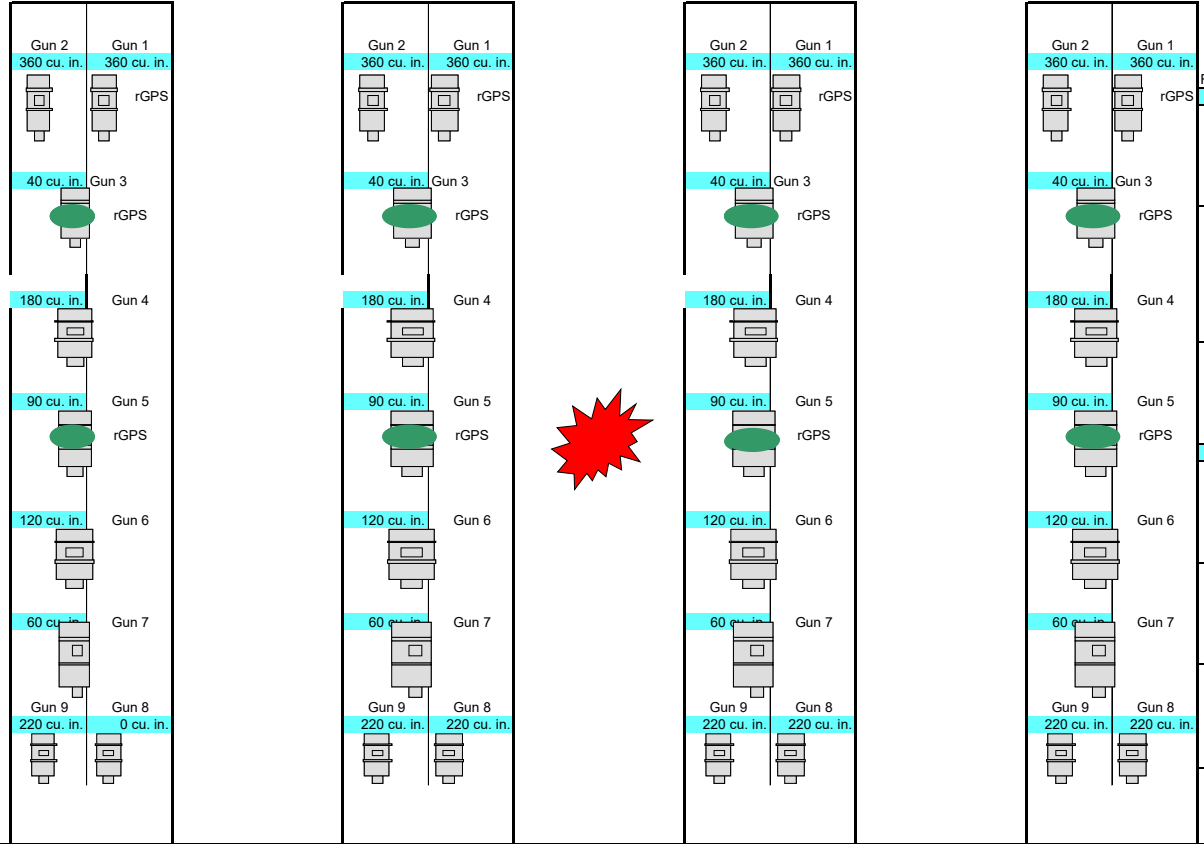 Gun 2 Gun 1 Gun 2 Gun 1 Gun 2 Gun 1 Gun 2 Gun 1
360 cu. in. 360 cu. in. 360 cu. in. 360 cu. in. 360 cu. in. 360 cu. in. 360 cu. in. 360 cu. in.
rGPS rGPS rGPS rGPS
40 cu. in. Gun 3 40 cu. in. Gun 3 40 cu. in. Gun 3 40 cu. in. Gun 3
rGPS rGPS rGPS rGPS
180 cu. in. Gun 4 180 cu. in. Gun 4 180 cu. in. Gun 4 180 cu. in. Gun 4
90 cu. in. Gun 5 90 cu. in. Gun 5 90 cu. in. Gun 5 90 cu. in. Gun 5
rGPS rGPS rGPS rGPS
120 cu. in. Gun 6 120 cu. in. Gun 6 120 cu. in. Gun 6 120 cu. in. Gun 6
60 cu. in. Gun 7 60 Gun 7 60 Gun 7 60 Gun 7
Gun 9 Gun 8 Gun 9 Gun 8 Gun 9 Gun 8 Gun 9 Gun 8
220 cu. in. 0 cu. in. 220 cu. in. 220 cu. in. 220 cu. in. 220 cu. in. 220 cu. in. 220 cu. in.